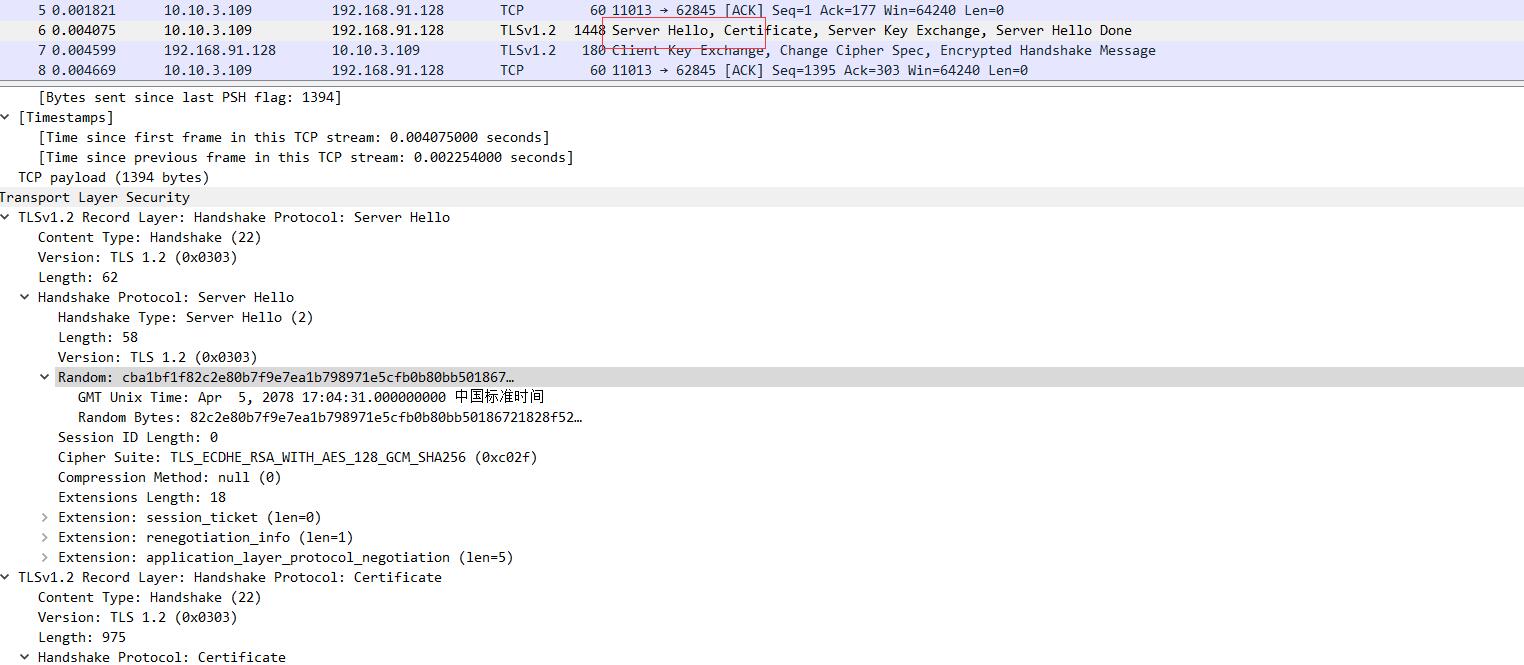 5 0.001821 10.10.3.109 192.168.91.128 TCP 60 11013 → 62845 [ACK] Seq=1 Ack=177 Win=64240 Len=0
6 0.004075 10.10.3.109 192.168.91.128 TLSv1.2 1448 Server Hello, Certificate, Server Key Exchange, Server Hello Done
7 0.004599 192.168.91.128 10.10.3.109 TLSv1.2 180 Client Key Exchange, Change Cipher Spec, Encrypted Handshake Message
8 0.004669 10.10.3.109 192.168.91.128 TCP 60 11013 → 62845 [ACK] Seq=1395 Ack=303 Win=64240 Len=0
[Bytes sent since last PSH flag: 1394]
[Timestamps]
[Time since first frame in this TCP stream: 0.004075000 seconds]
[Time since previous frame in this TCP stream: 0.002254000 seconds]
TCP payload (1394 bytes)
Transport Layer Security
TLSv1.2 Record Layer: Handshake Protocol: Server Hello
Content Type: Handshake (22)
Version: TLS 1.2 (0x0303)
Length: 62
Handshake Protocol: Server Hello
Handshake Type: Server Hello (2)
Length: 58
Version: TLS 1.2 (0x0303)
Random: cba1bf1f82c2e80b7f9e7ea1b798971e5cfb0b80bb501867…
GMT Unix Time: Apr  5, 2078 17:04:31.000000000 中国标准时间
Random Bytes: 82c2e80b7f9e7ea1b798971e5cfb0b80bb50186721828f52…
Session ID Length: 0
Cipher Suite: TLS_ECDHE_RSA_WITH_AES_128_GCM_SHA256 (0xc02f)
Compression Method: null (0)
Extensions Length: 18
Extension: session_ticket (len=0)
Extension: renegotiation_info (len=1)
Extension: application_layer_protocol_negotiation (len=5)
TLSv1.2 Record Layer: Handshake Protocol: Certificate
Content Type: Handshake (22)
Version: TLS 1.2 (0x0303)
Length: 975
Handshake Protocol: Certificate